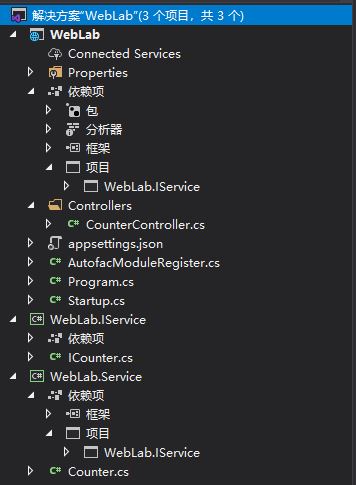 解决方案"WebLab"(3 个项目，共 3 个)
WebLab
Connected Services
Properties
依赖项
包
分析器
框架
项目
WebLab.IService
Controllers
CounterController.cs
appsettings.json
AutofacModuleRegister.cs
Program.cs
Startup.cs
WebLab.IService
依赖项
ICounter.cs
WebLab.Service
依赖项
框架
项目
WebLab.IService
Counter.cs